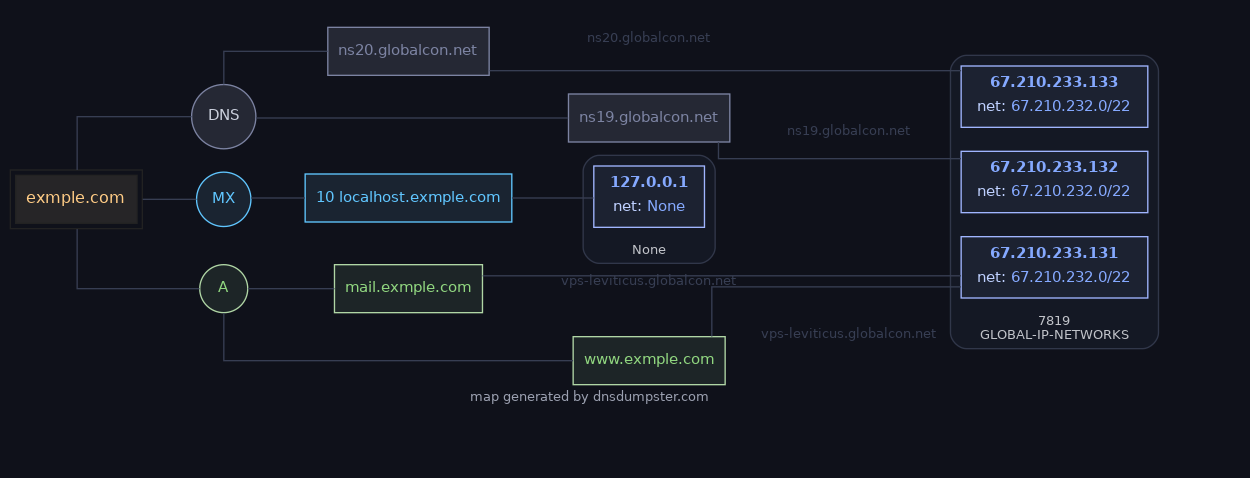 ns20.globalcon.net
ns20.globalcon.net
67.210.233.133
net: 67.210.232.0/22
DNS
ns19.globalcon.net
ns19.globalcon.net
67.210.233.132
net: 67.210.232.0/22
exmple.com
MX
10 localhost.exmple.com
127.0.0.1
net: None
None
67.210.233.131
net: 67.210.232.0/22
A
mail.exmple.com
vps-leviticus.globalcon.net
7819
GLOBAL-IP-NETWORKS
vps-leviticus.globalcon.net
www.exmple.com
map generated by dnsdumpster.com